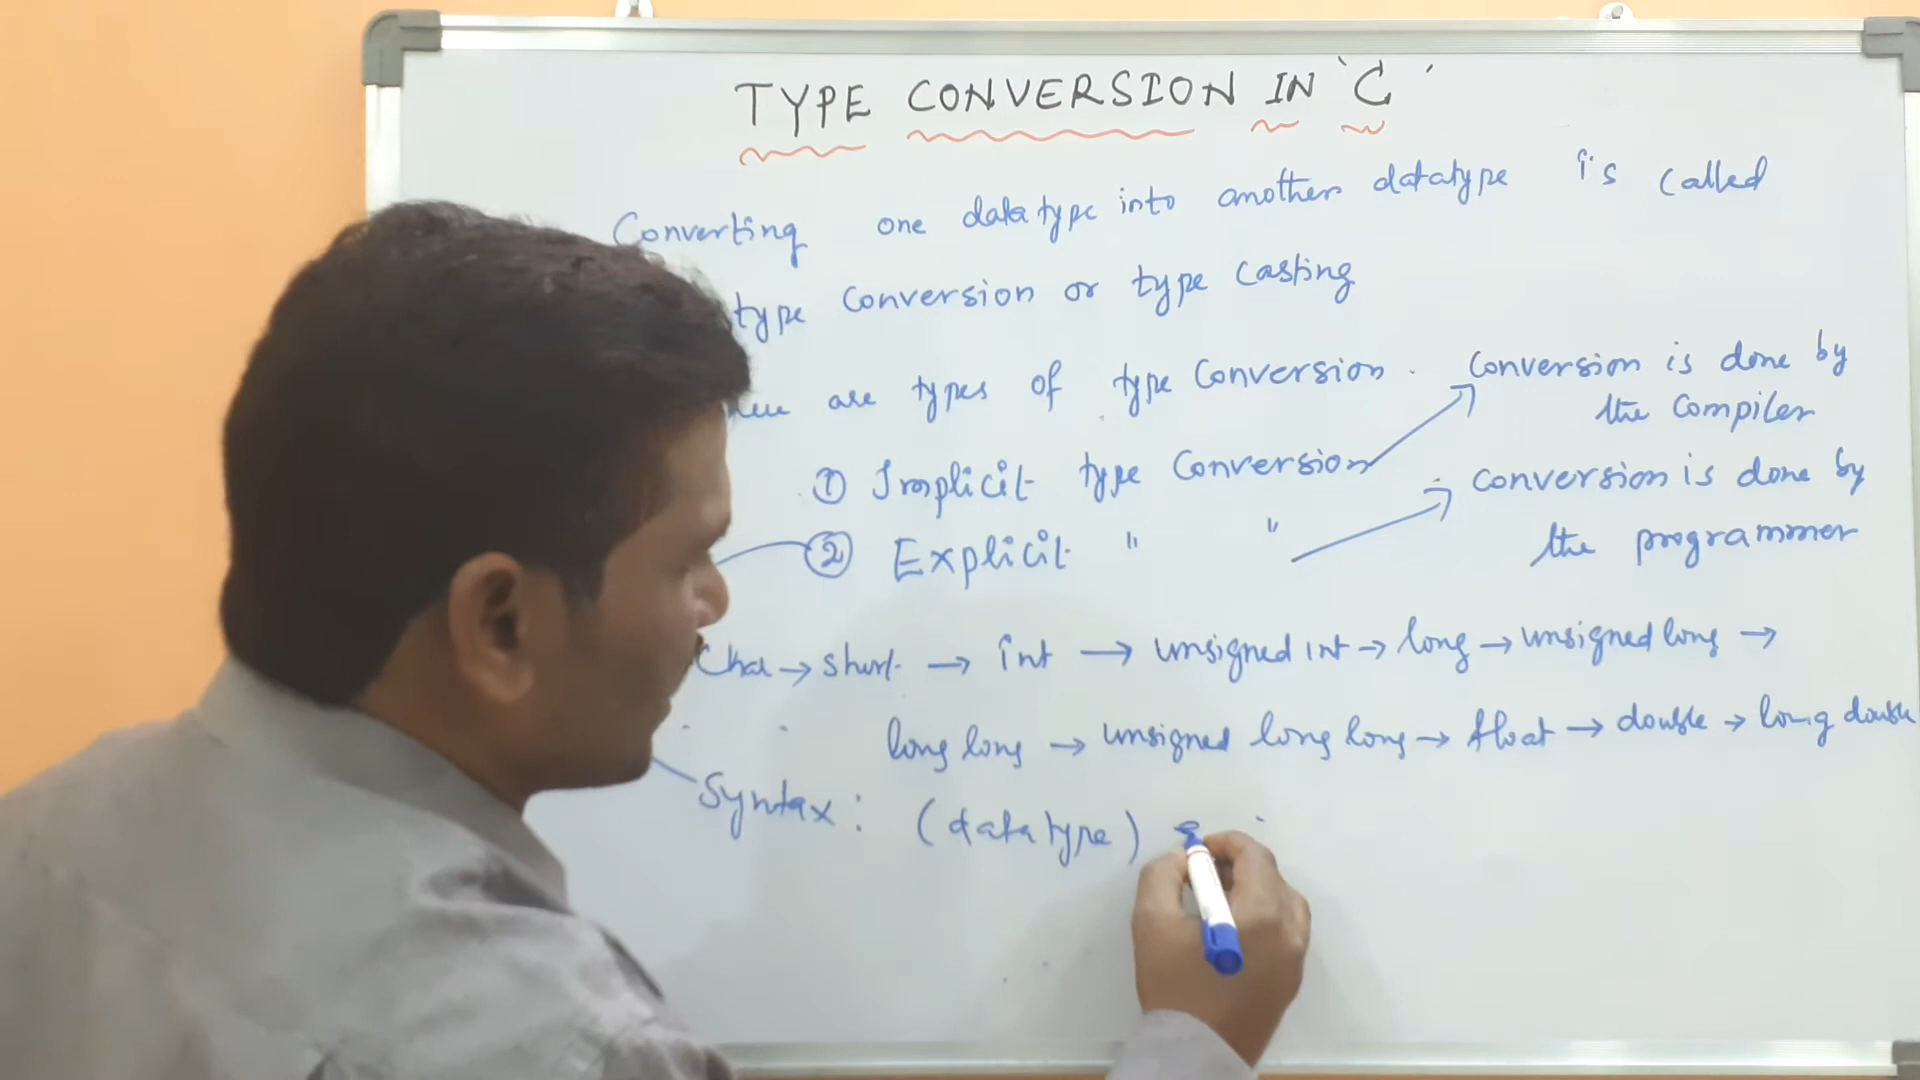 TYPE CONVERSION IN 'C'
Converting one datatype into another datatype is called
type Conversion or type casting
are types of type Conversion.
Conversion is done by
the Compiler
① Implicit type Conversion
Conversion is done by
② Explicit " "
the programmer
Char → short → int → unsigned int → long → unsigned long →
long long → unsigned long long → float → double → long double
Syntax: (datatype)